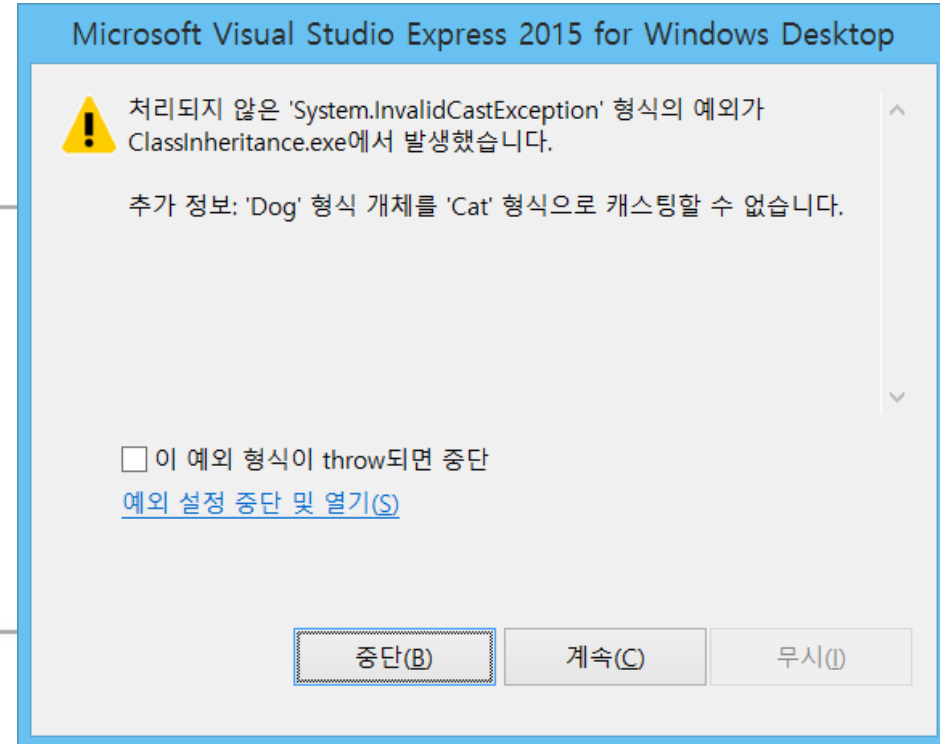 Microsoft Visual Studio Express 2015 for Windows Desktop
처리되지 않은 'System.InvalidCastException' 형식의 예외가
ClassInheritance.exe에서 발생했습니다.
추가 정보: 'Dog' 형식 개체를 'Cat' 형식으로 캐스팅할 수 없습니다.
이 예외 형식이 throw되면 중단
예외 설정 중단 및 열기(S)
중단(B) 계속(C) 무시(I)